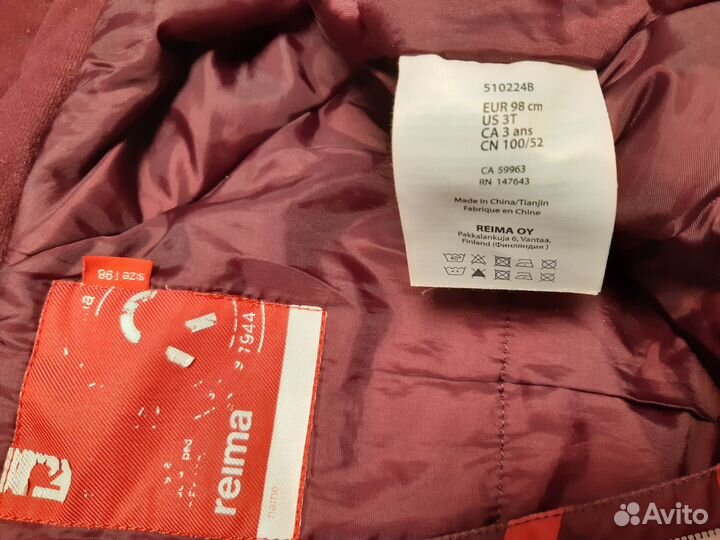 510224B
EUR 98 cm
US 3T
CA 3 ans
CN 100/52
CA 59963
RN 147643
Made in China/Tianjin
Fabrique en Chine
REIMA OY
Pakkalankuja 6, Vantaa,
Finland (Финляндия )
size 98
1944
reima
name
Avito